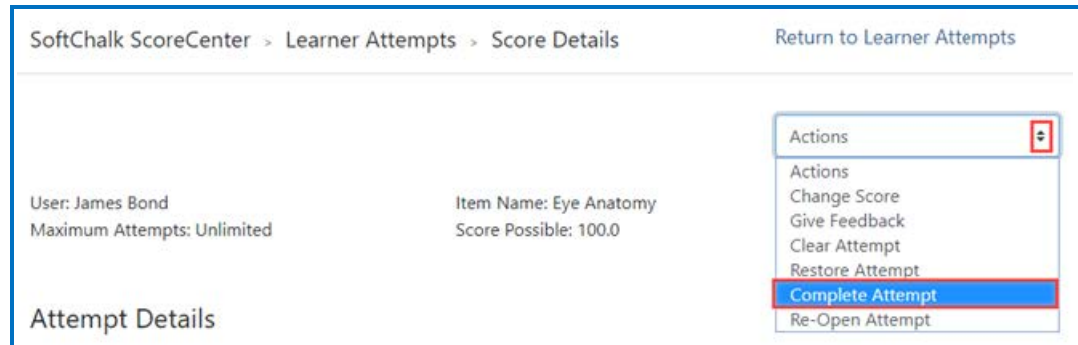 SoftChalk ScoreCenter > Learner Attempts > Score Details
Return to Learner Attempts
Actions
Actions
Change Score
Give Feedback
Clear Attempt
Restore Attempt
Complete Attempt
Re-Open Attempt
User: James Bond
Item Name: Eye Anatomy
Maximum Attempts: Unlimited
Score Possible: 100.0
Attempt Details